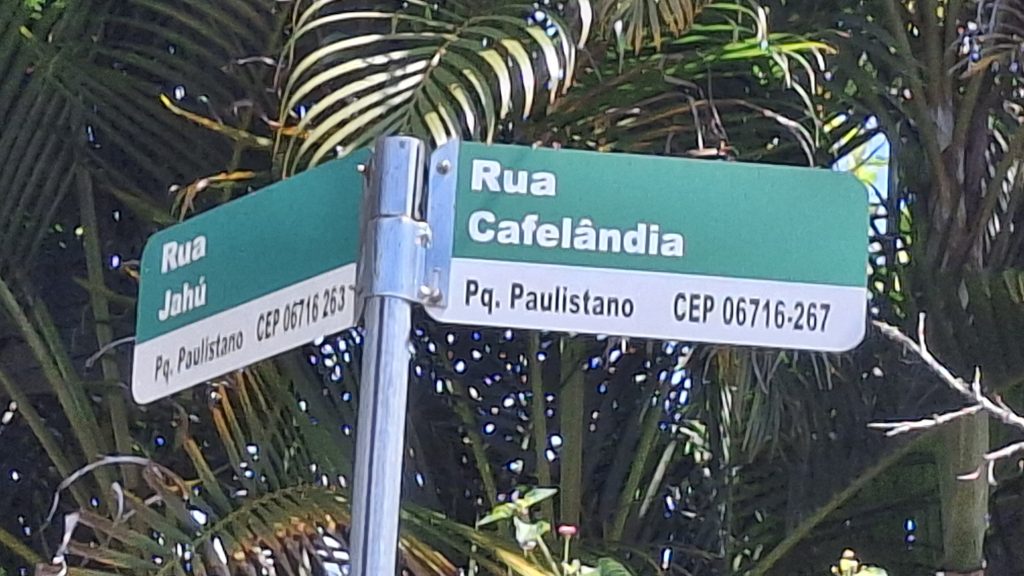 Rua
Jahú
Pq. Paulistano CEP 06716 263
Rua
Cafelândia
Pq. Paulistano CEP 06716-267